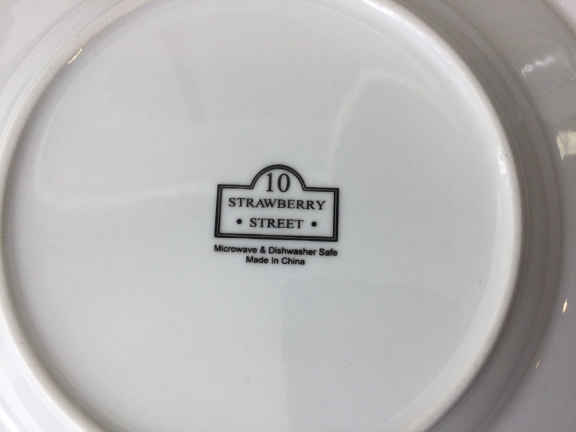 10
STRAWBERRY
• STREET •
Microwave & Dishwasher Safe
Made In China